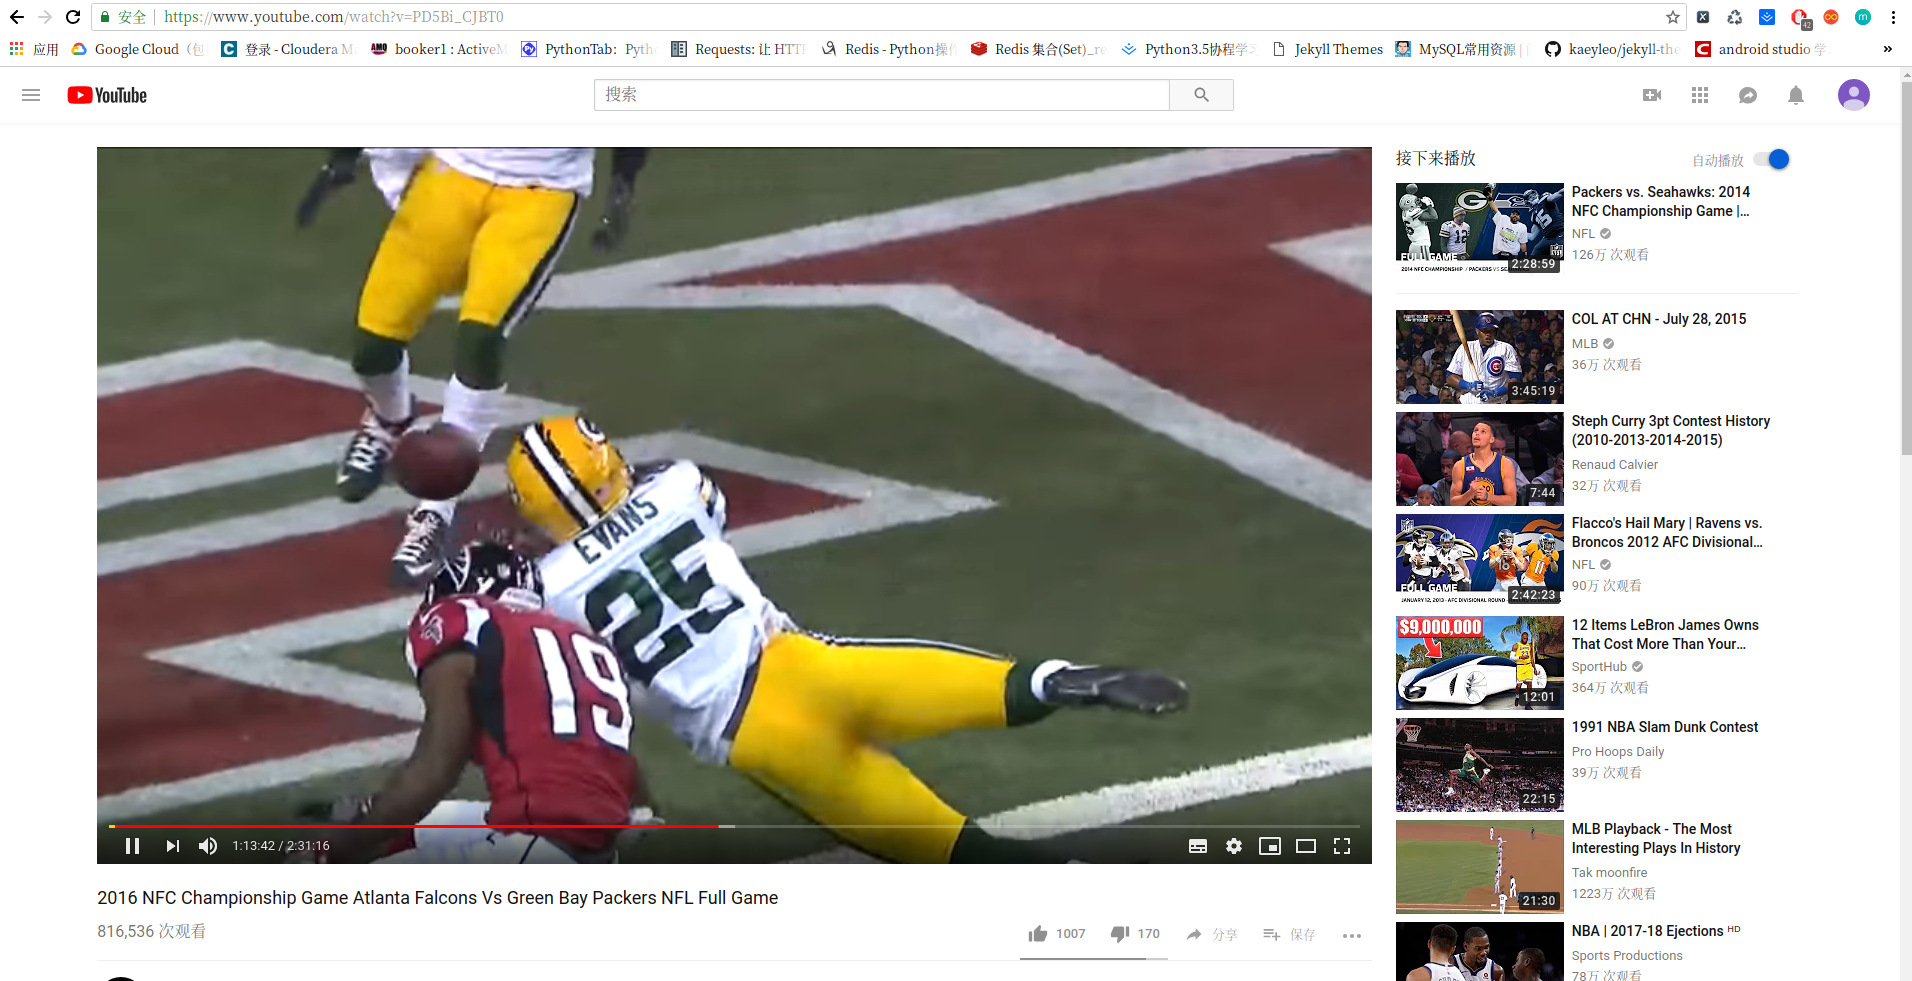 安全 | https://www.youtube.com/watch?v=PD5Bi_CJBT0
应用 Google Cloud（包 登录 - Cloudera M booker1 : ActiveM PythonTab：Pyth Requests: 让 HTT Redis - Python操 Redis 集合(Set)_re Python3.5协程学 Jekyll Themes MySQL常用资源 | kaeyleo/jekyll-the android studio 学 »
YouTube
搜索
EVANS
25
19
1:13:42 / 2:31:16
2016 NFC Championship Game Atlanta Falcons Vs Green Bay Packers NFL Full Game
816,536 次观看
1007 170 分享 保存
接下来播放 自动播放
FULL GAME
2014 NFC CHAMPIONSHIP / PACKERS VS SEA
2:28:59
Packers vs. Seahawks: 2014
NFC Championship Game |...
NFL
126万 次观看
3:45:19
COL AT CHN - July 28, 2015
MLB
36万 次观看
7:44
Steph Curry 3pt Contest History
(2010-2013-2014-2015)
Renaud Calvier
32万 次观看
FULL GAME
JANUARY 12, 2013 - AFC DIVISIONAL ROUND
2:42:23
Flacco's Hail Mary | Ravens vs.
Broncos 2012 AFC Divisional...
NFL
90万 次观看
$9,000,000
12:01
12 Items LeBron James Owns
That Cost More Than Your...
SportHub
364万 次观看
22:15
1991 NBA Slam Dunk Contest
Pro Hoops Daily
39万 次观看
21:30
MLB Playback - The Most
Interesting Plays In History
Tak moonfire
1223万 次观看
NBA | 2017-18 Ejections HD
Sports Productions
78万 次观看